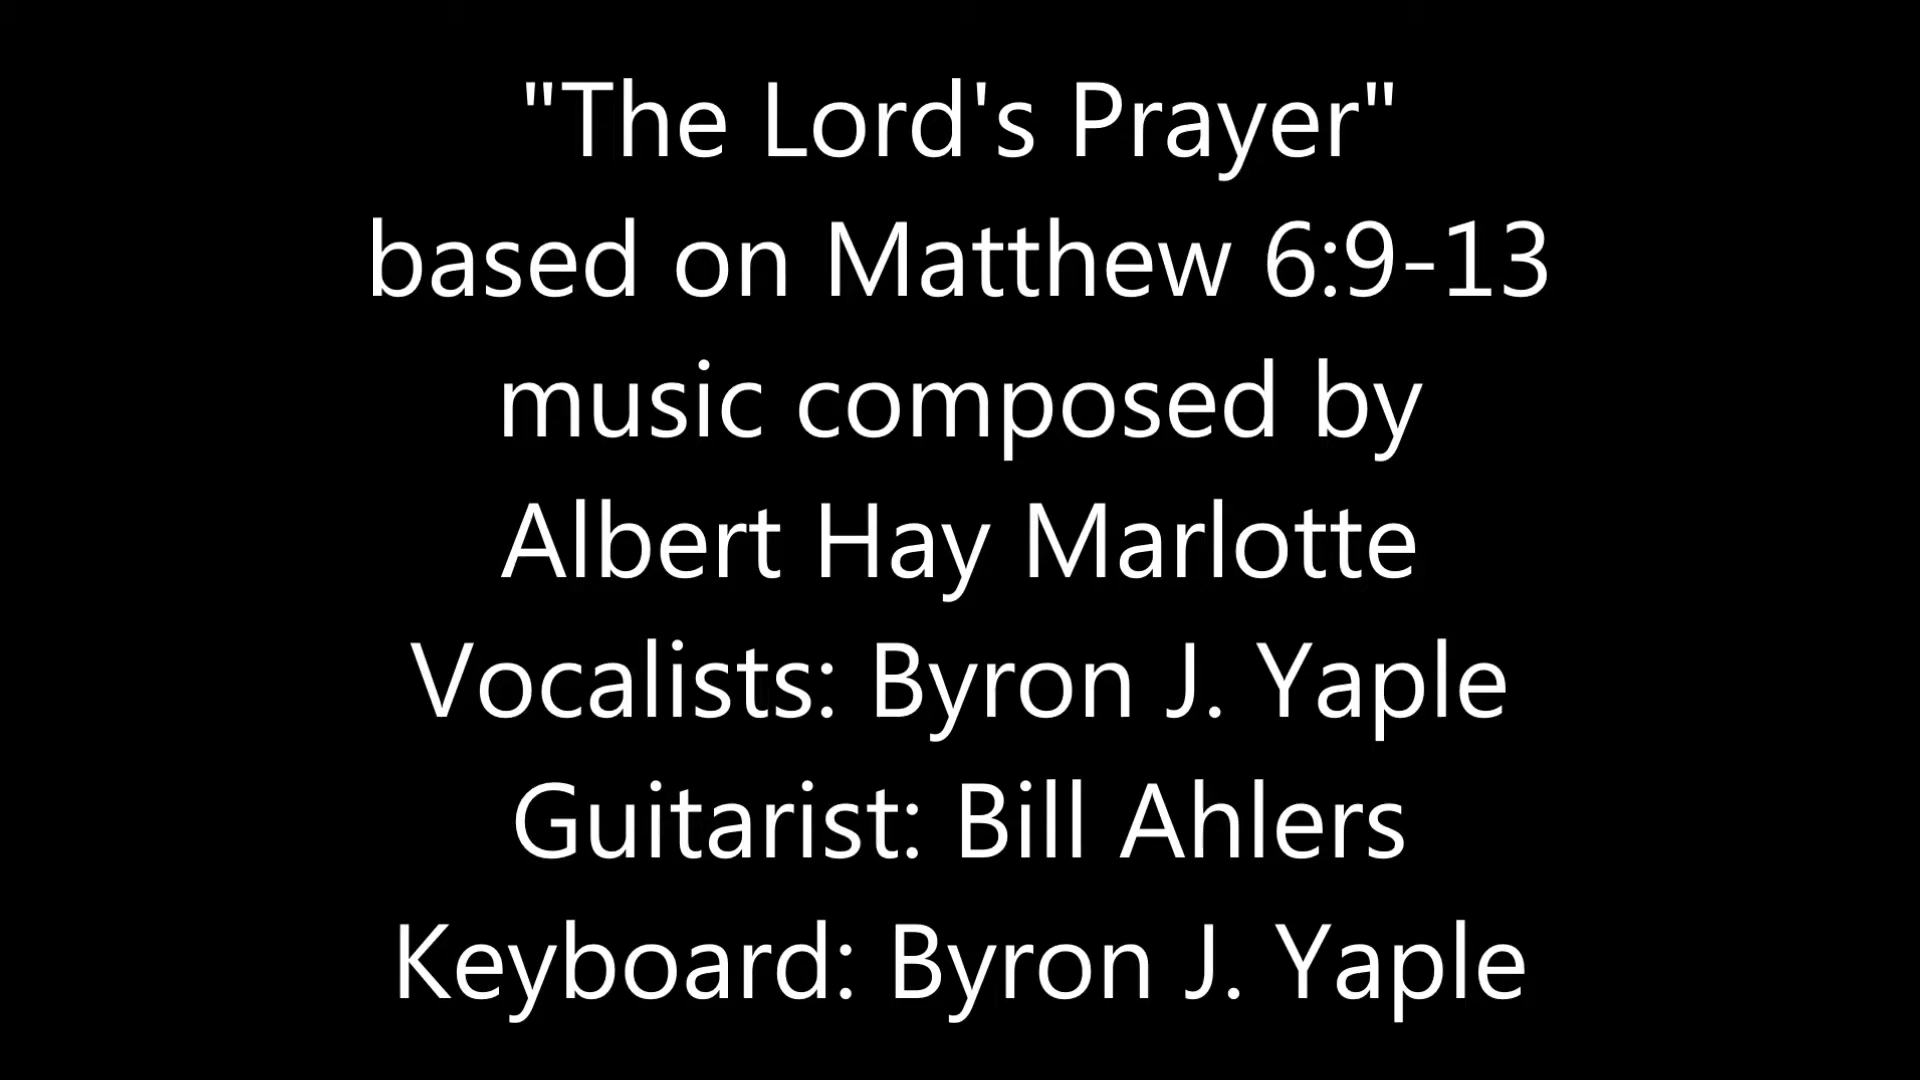 "The Lord's Prayer"
based on Matthew 6:9-13
music composed by
Albert Hay Marlotte
Vocalists: Byron J. Yaple
Guitarist: Bill Ahlers
Keyboard: Byron J. Yaple